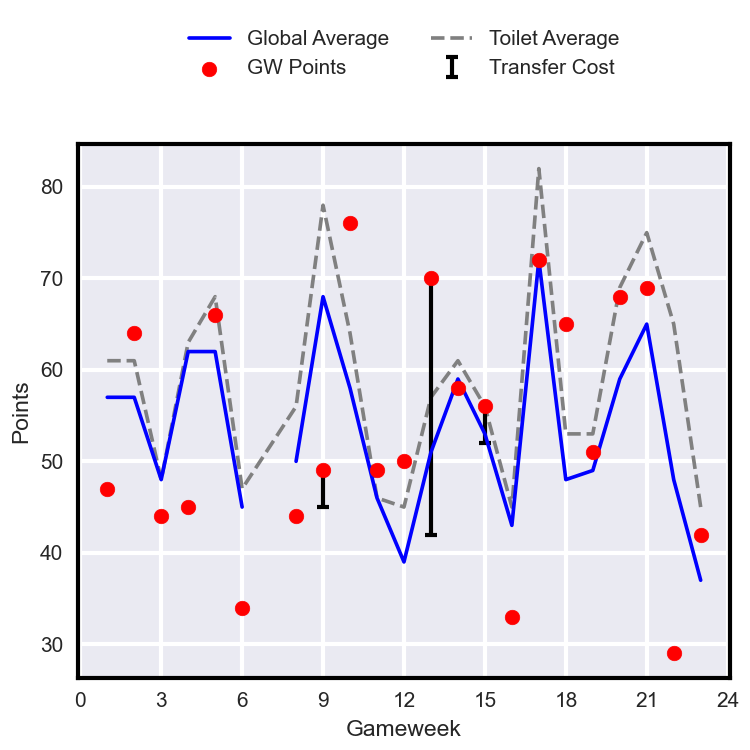 Global Average
Toilet Average
GW Points
Transfer Cost
Points
80
70
60
50
40
30
0 3 6 9 12 15 18 21 24
Gameweek